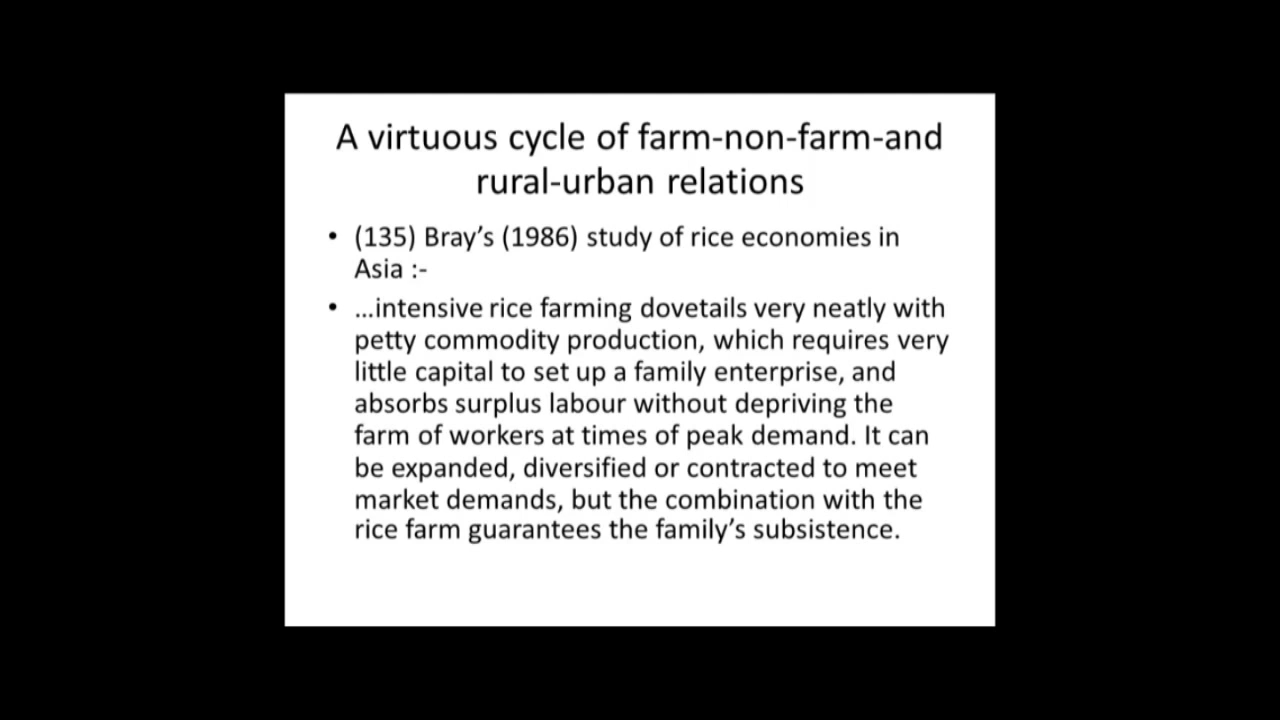 A virtuous cycle of farm-non-farm-and
rural-urban relations
• (135) Bray’s (1986) study of rice economies in
Asia :-
• …intensive rice farming dovetails very neatly with
petty commodity production, which requires very
little capital to set up a family enterprise, and
absorbs surplus labour without depriving the
farm of workers at times of peak demand. It can
be expanded, diversified or contracted to meet
market demands, but the combination with the
rice farm guarantees the family’s subsistence.